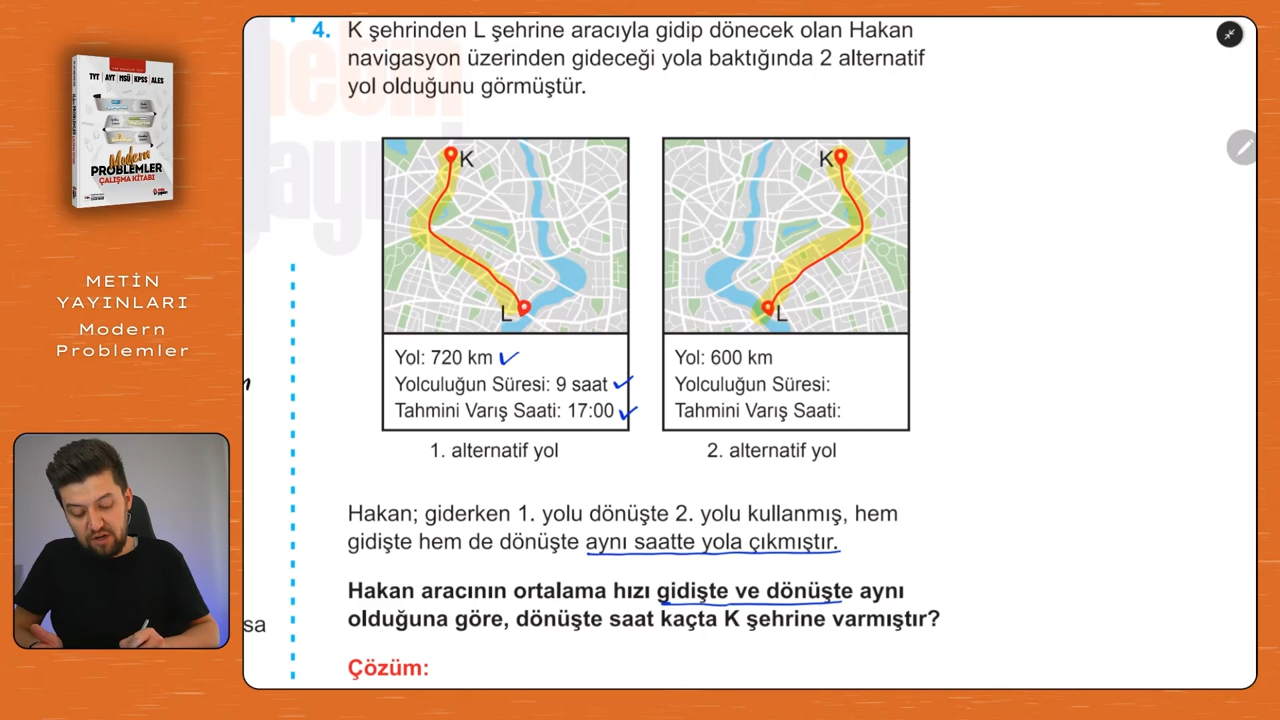 TYT AYT MSÜ KPSS ALES
Modern
PROBLEMLER
ÇALIŞMA KİTABI
METİN
YAYINLARI
Modern
Problemler
sa
4. K şehrinden L şehrine aracıyla gidip dönecek olan Hakan
navigasyon üzerinden gideceği yola baktığında 2 alternatif
yol olduğunu görmüştür.
K
L
Yol: 720 km
Yolculuğun Süresi: 9 saat
Tahmini Varış Saati: 17:00
1. alternatif yol
K
L
Yol: 600 km
Yolculuğun Süresi:
Tahmini Varış Saati:
2. alternatif yol
Hakan; giderken 1. yolu dönüşte 2. yolu kullanmış, hem
gidişte hem de dönüşte aynı saatte yola çıkmıştır.
Hakan aracının ortalama hızı gidişte ve dönüşte aynı
olduğuna göre, dönüşte saat kaçta K şehrine varmıştır?
Çözüm: